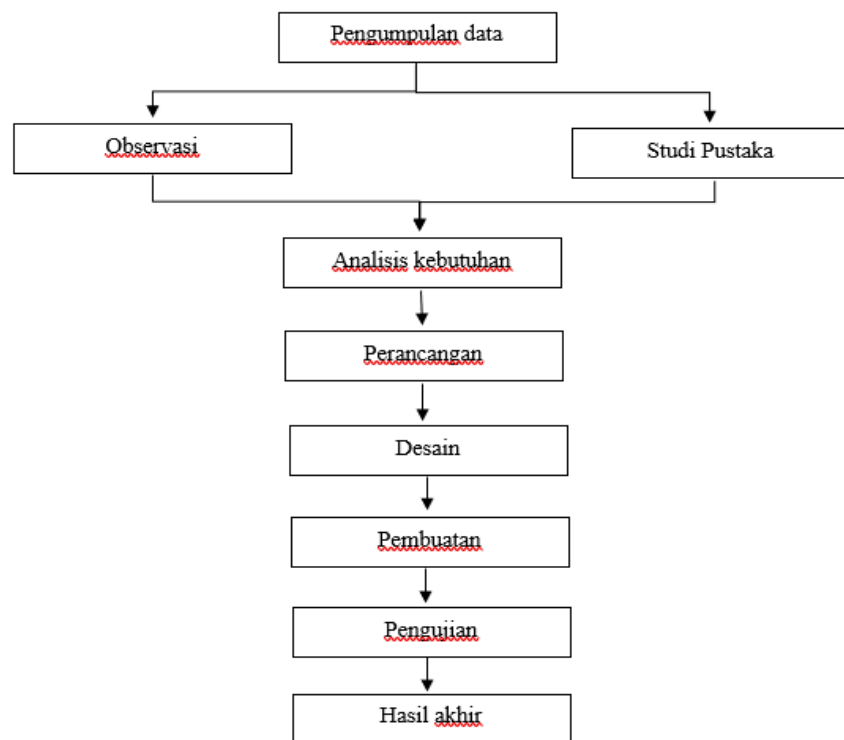 Pengumpulan data
Observasi
Studi Pustaka
Analisis kebutuhan
Perancangan
Desain
Pembuatan
Pengujian
Hasil akhir